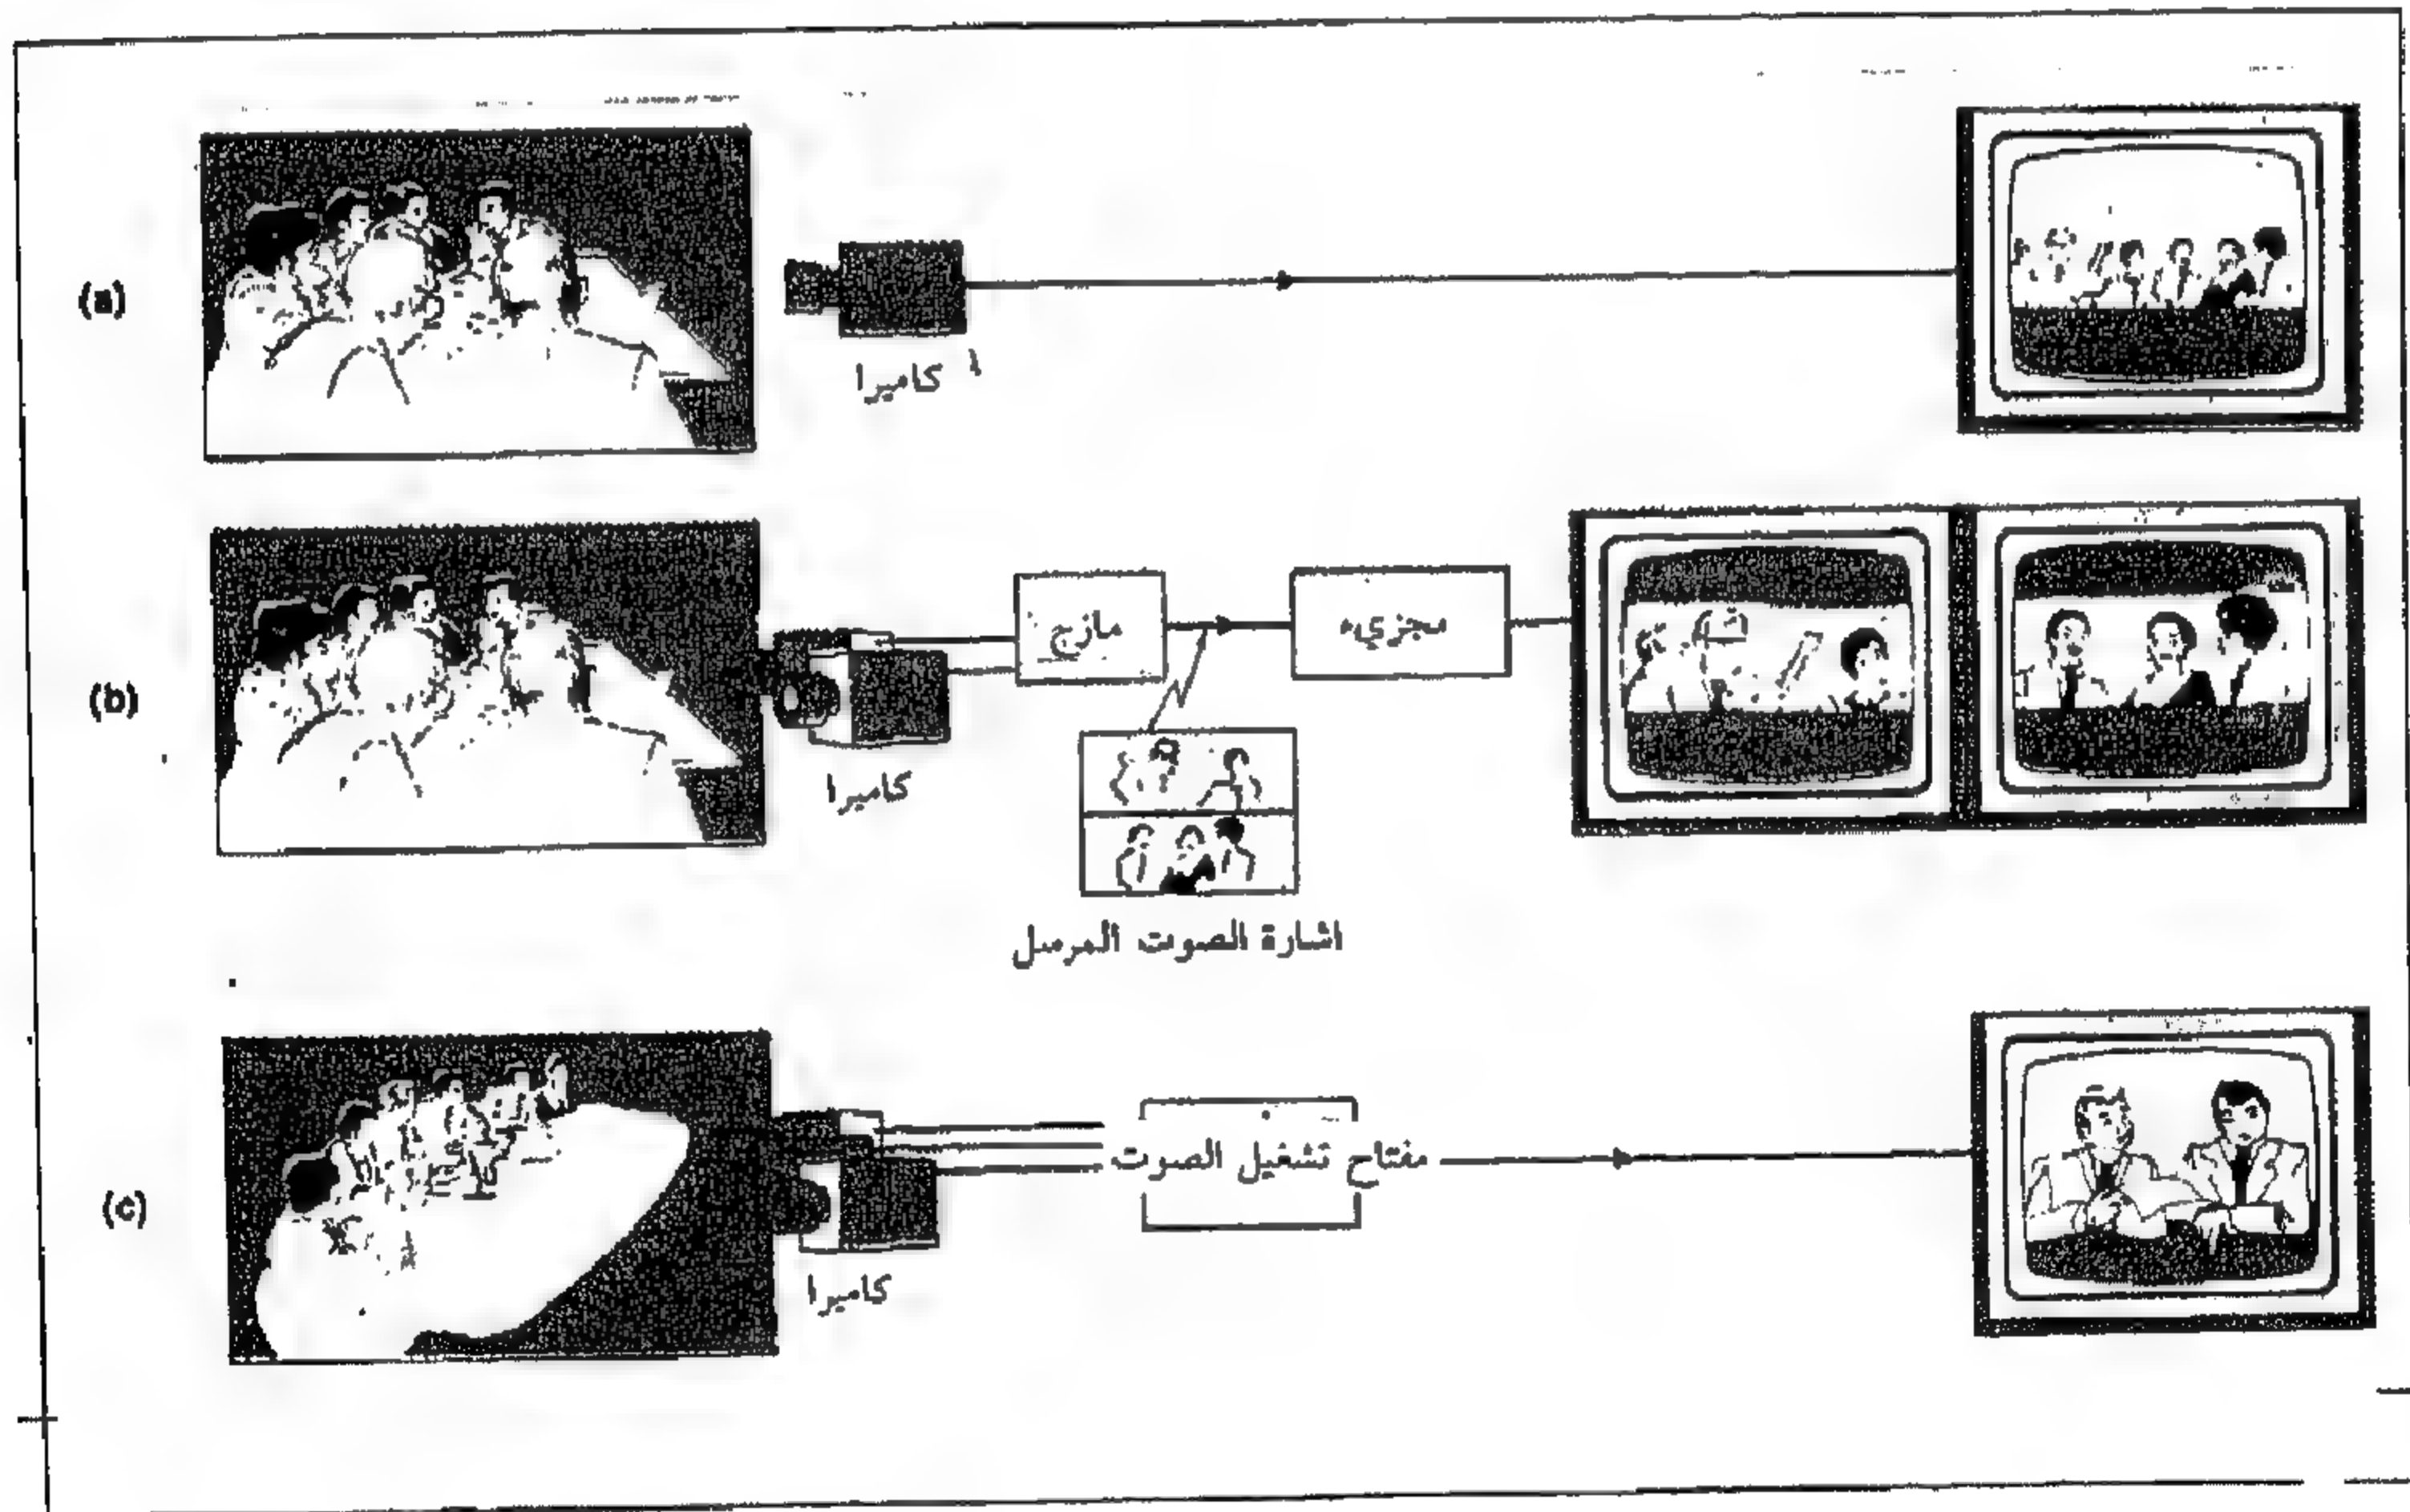 (a)
كاميرا
(b)
مازج
مجزيء
كاميرا
اشارة الصوت المرسل
(c)
مفتاح تشغيل الصوت
كاميرا